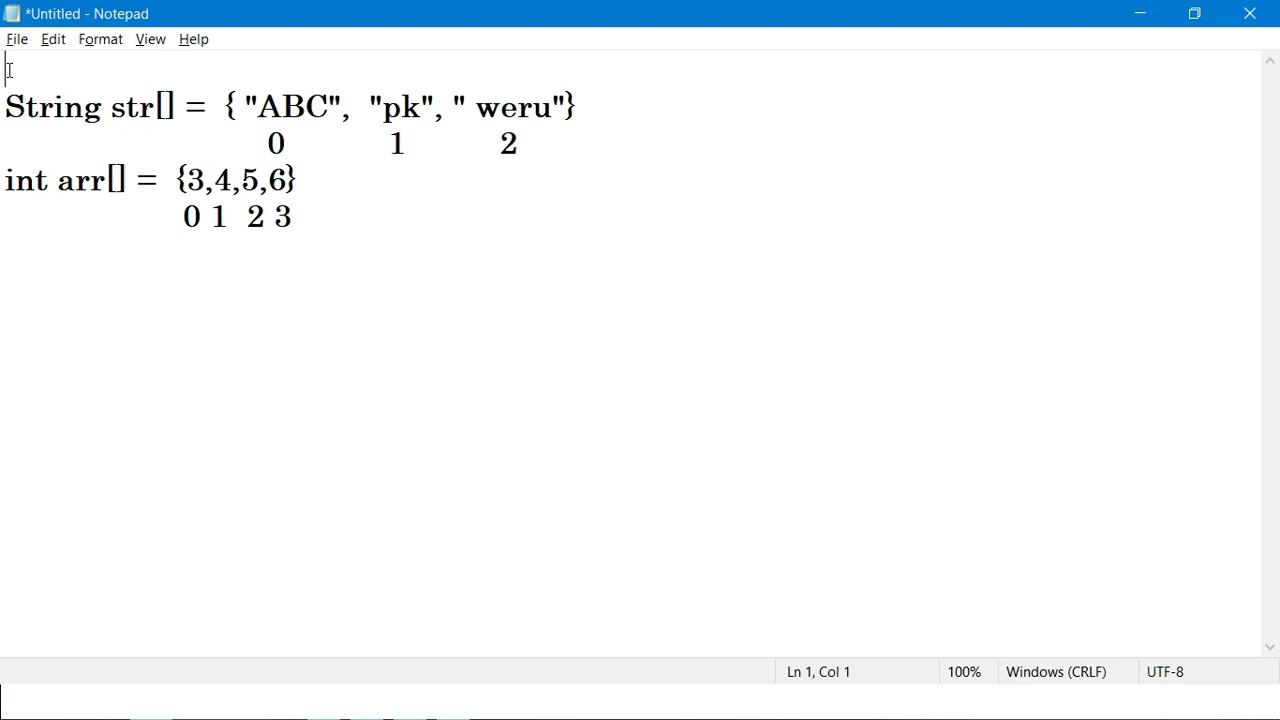 *Untitled - Notepad
File Edit Format View Help
String str[] = { "ABC", "pk", " weru"}
0 1 2
int arr[] = {3,4,5,6}
0 1 2 3
Ln 1, Col 1 100% Windows (CRLF) UTF-8